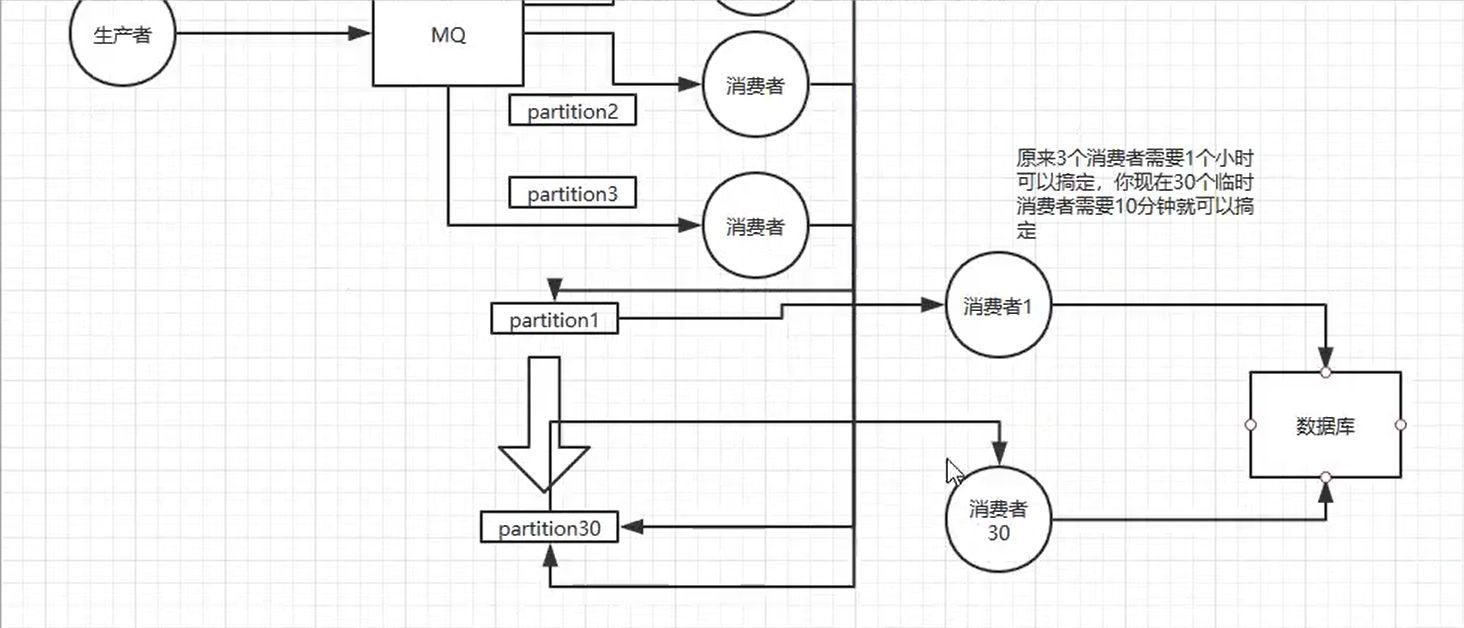 生产者
MQ
消费者
partition2
partition3
消费者
原来3个消费者需要1个小时
可以搞定，你现在30个临时
消费者需要10分钟就可以搞
定
partition1
消费者1
数据库
partition30
消费者
30